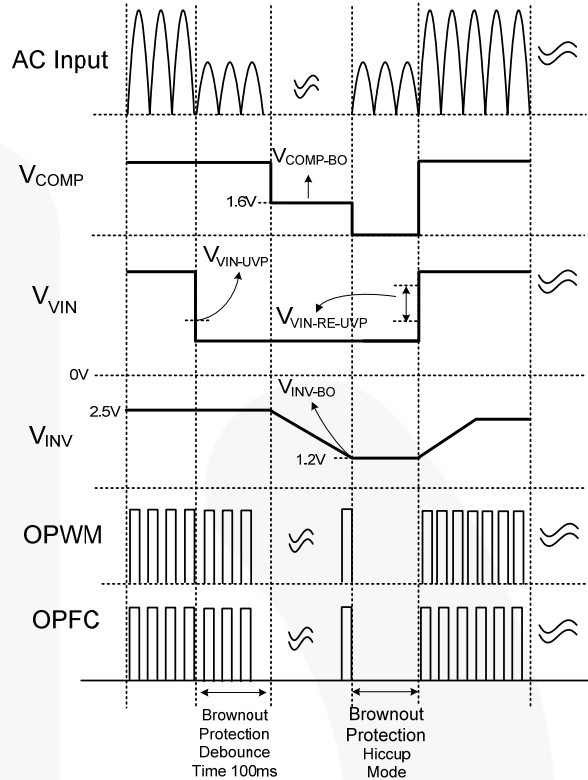 AC Input
VCOMP
VCOMP-BO
1.6V
VVIN-UVP
VVIN
VVIN-RE-UVP
0V
VINV-BO
2.5V
VINV
1.2V
OPWM
OPFC
Brownout
Protection
Debounce
Time 100ms
Brownout
Protection
Hiccup
Mode